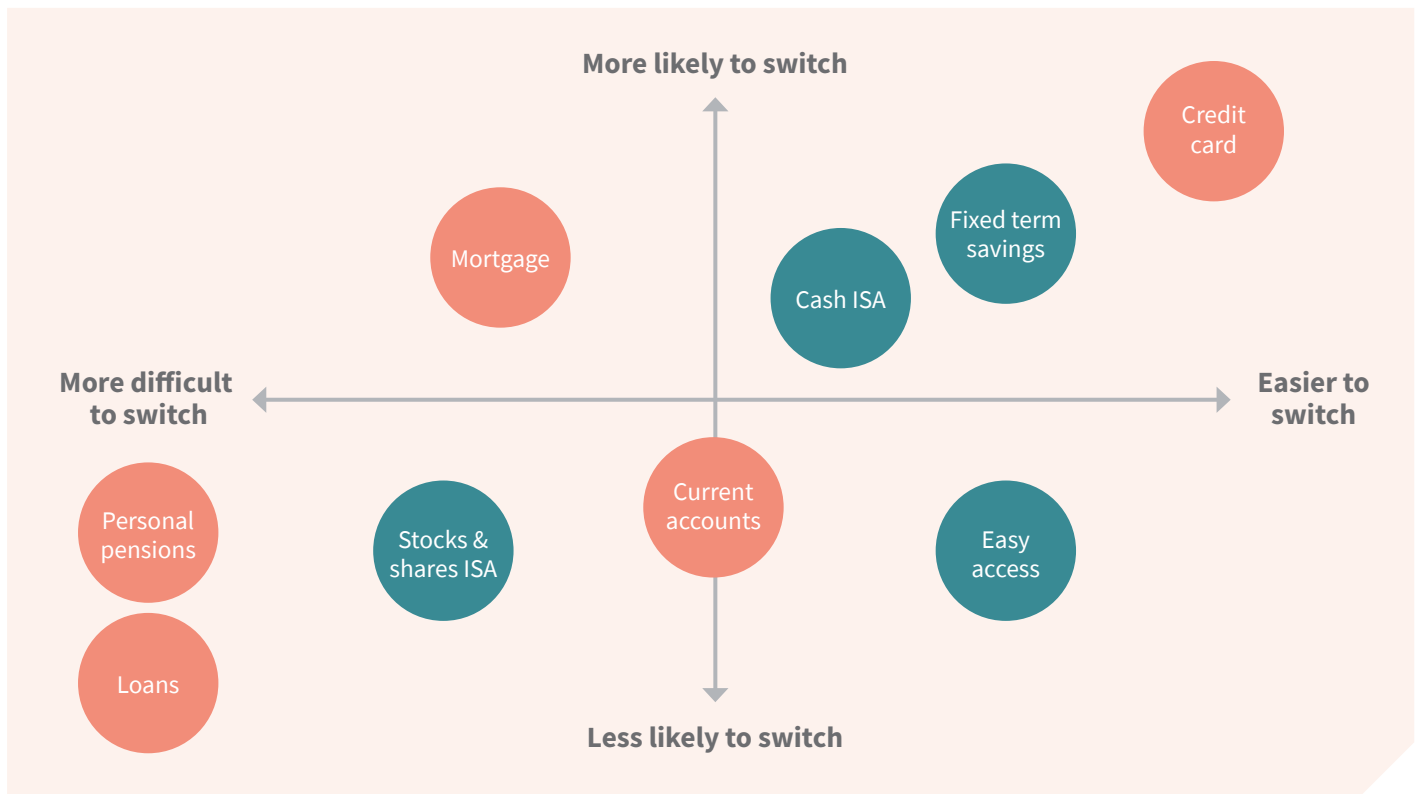 More likely to switch
Credit
card
Fixed term
savings
Mortgage
Cash ISA
More difficult
to switch
Easier to
switch
Personal
pensions
Stocks &
shares ISA
Current
accounts
Easy
access
Loans
Less likely to switch